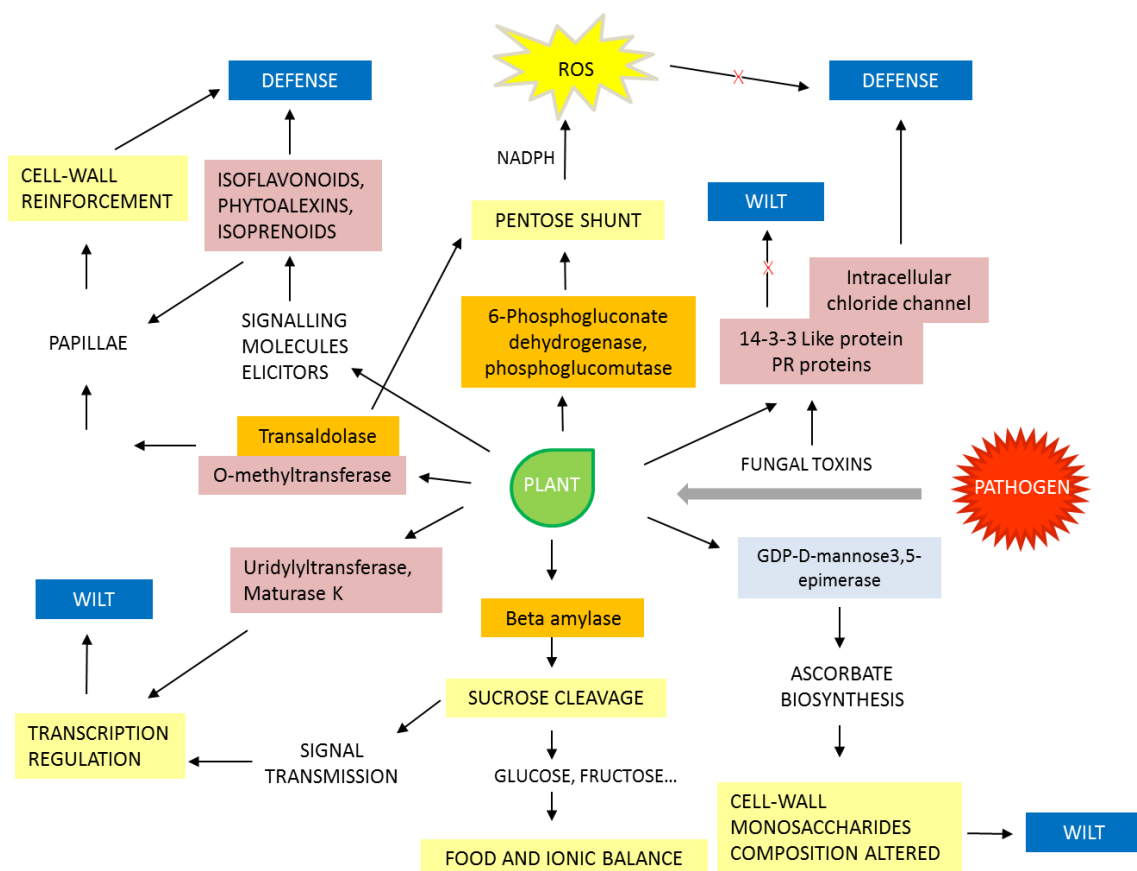 ROS
DEFENSE
DEFENSE
NADPH
CELL-WALL
REINFORCEMENT
ISOFLAVONOIDS,
PHYTOALEXINS,
ISOPRENOIDS
WILT
PENTOSE SHUNT
X
X
Intracellular
chloride channel
6-Phosphogluconate
dehydrogenase,
phosphoglucomutase
PAPILLAE
SIGNALLING
MOLECULES
ELICITORS
14-3-3 Like protein
PR proteins
Transaldolase
O-methyltransferase
PLANT
FUNGAL TOXINS
PATHOGEN
Uridylyltransferase,
Maturase K
GDP-D-mannose3,5-
epimerase
WILT
Beta amylase
ASCORBATE
BIOSYNTHESIS
SUCROSE CLEAVAGE
TRANSCRIPTION
REGULATION
SIGNAL
TRANSMISSION
GLUCOSE, FRUCTOSE...
CELL-WALL
MONOSACCHARIDES
COMPOSITION ALTERED
WILT
FOOD AND IONIC BALANCE